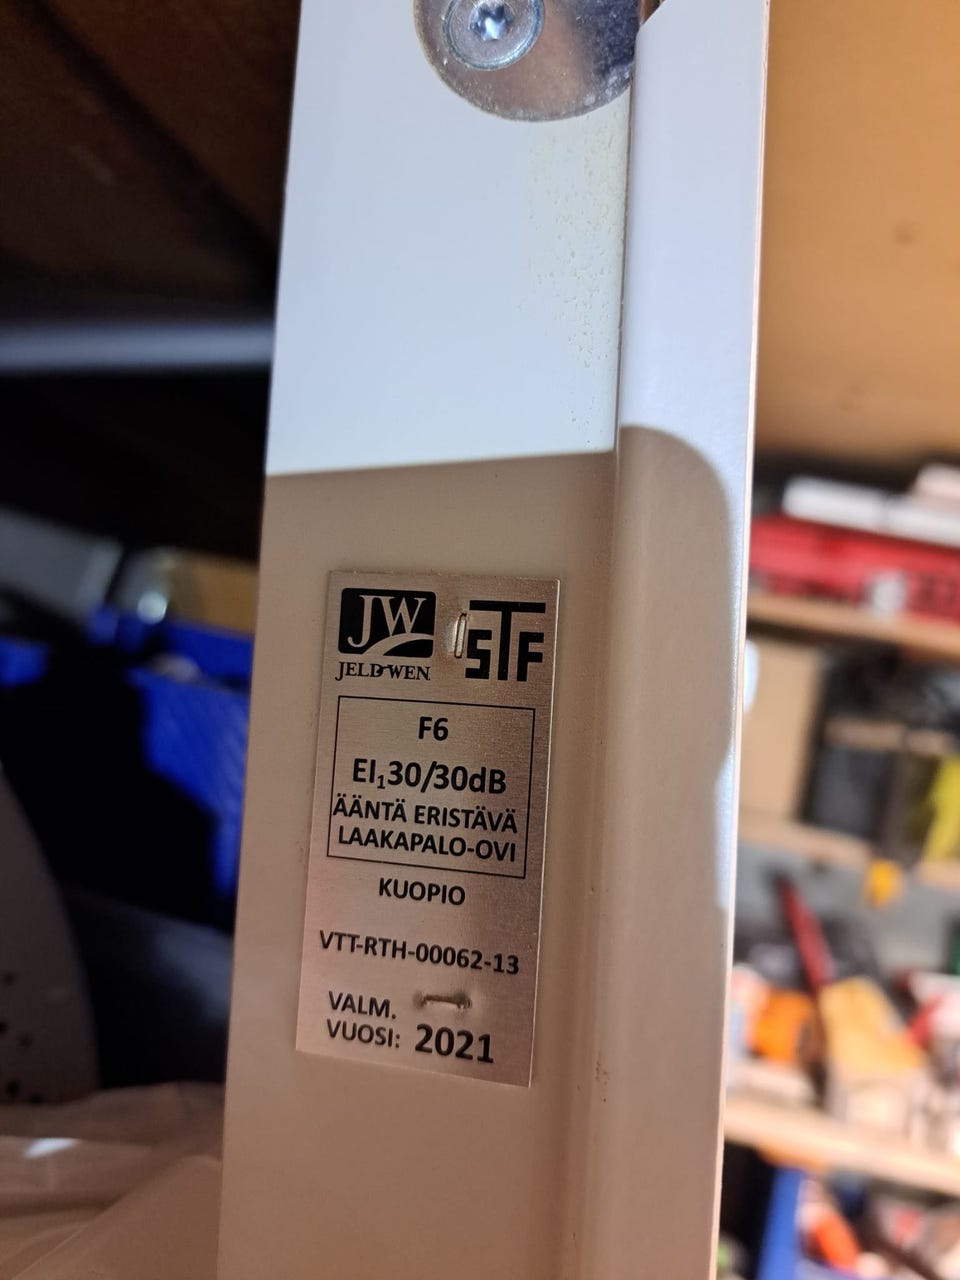 JW
JELD-WEN
STF
F6
EI₁30/30dB
ÄÄNTÄ ERISTÄVÄ
LAAKAPALO-OVI
KUOPIO
VTT-RTH-00062-13
VALM.
VUOSI: 2021